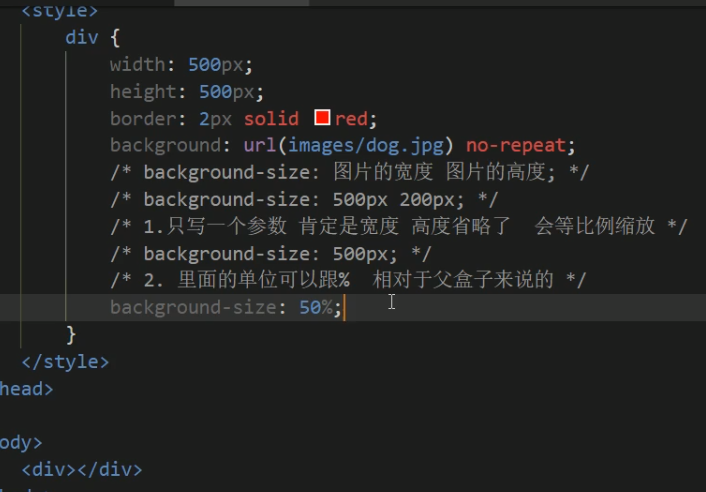 <style>
div {
width: 500px;
height: 500px;
border: 2px solid red;
background: url(images/dog.jpg) no-repeat;
/* background-size: 图片的宽度 图片的高度; */
/* background-size: 500px 200px; */
/* 1.只写一个参数 肯定是宽度 高度省略了  会等比例缩放 */
/* background-size: 500px; */
/* 2. 里面的单位可以跟%  相对于父盒子来说的 */
background-size: 50%;
}
</style>
head>
ody>
<div></div>